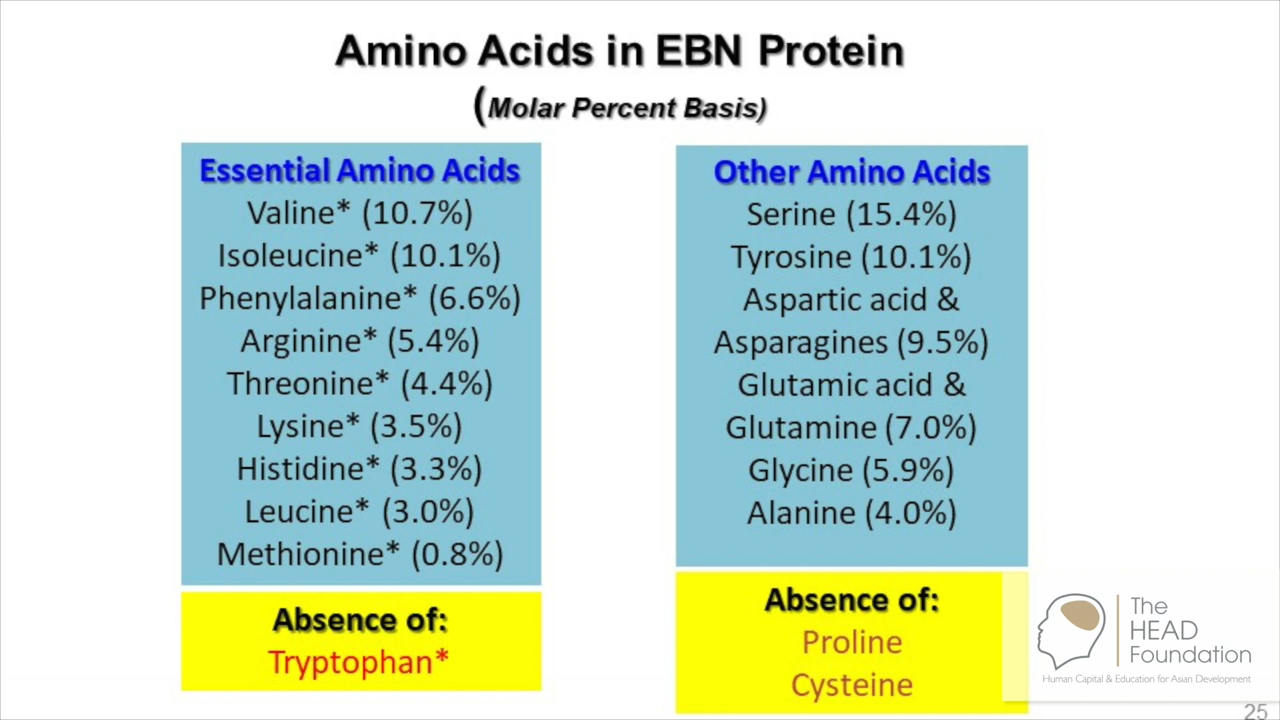 Amino Acids in EBN Protein
(Molar Percent Basis)
Essential Amino Acids
Valine* (10.7%)
Isoleucine* (10.1%)
Phenylalanine* (6.6%)
Arginine* (5.4%)
Threonine* (4.4%)
Lysine* (3.5%)
Histidine* (3.3%)
Leucine* (3.0%)
Methionine* (0.8%)
Absence of:
Tryptophan*
Other Amino Acids
Serine (15.4%)
Tyrosine (10.1%)
Aspartic acid &
Asparagines (9.5%)
Glutamic acid &
Glutamine (7.0%)
Glycine (5.9%)
Alanine (4.0%)
Absence of:
Proline
Cysteine
The
HEAD
Foundation
Human Capital & Education for Asian Development
25